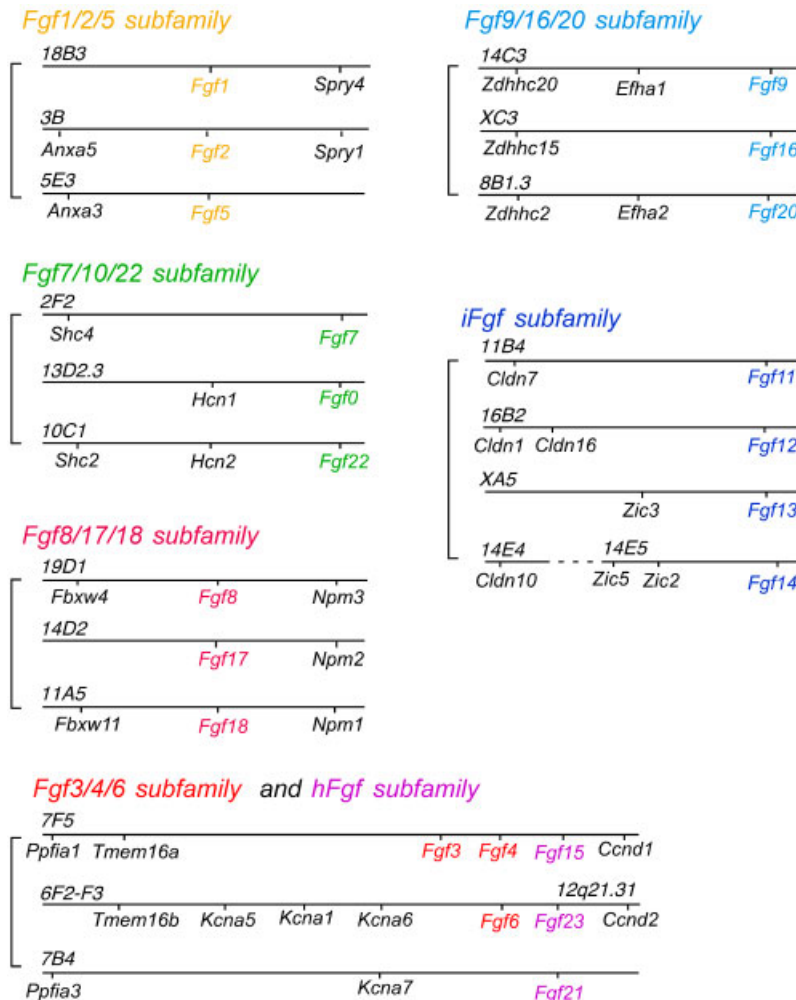 Fgf1/2/5 subfamily
18B3
Fgf1 Spry4
3B
Anxa5 Fgf2 Spry1
5E3
Anxa3 Fgf5
Fgf7/10/22 subfamily
2F2
Shc4 Fgf7
13D2.3
Hcn1 Fgf0
10C1
Shc2 Hcn2 Fgf22
Fgf8/17/18 subfamily
19D1
Fbxw4 Fgf8 Npm3
14D2
Fgf17 Npm2
11A5
Fbxw11 Fgf18 Npm1
Fgf9/16/20 subfamily
14C3
Zdhhc20 Efha1 Fgf9
XC3
Zdhhc15 Fgf16
8B1.3
Zdhhc2 Efha2 Fgf20
iFgf subfamily
11B4
Cldn7 Fgf11
16B2
Cldn1 Cldn16 Fgf12
XA5
Zic3 Fgf13
14E4 14E5
Cldn10 Zic5 Zic2 Fgf14
Fgf3/4/6 subfamily and hFgf subfamily
7F5
Ppfia1 Tmem16a Fgf3 Fgf4 Fgf15 Ccnd1
6F2-F3 12q21.31
Tmem16b Kcna5 Kcna1 Kcna6 Fgf6 Fgf23 Ccnd2
7B4
Ppfia3 Kcna7 Fgf21